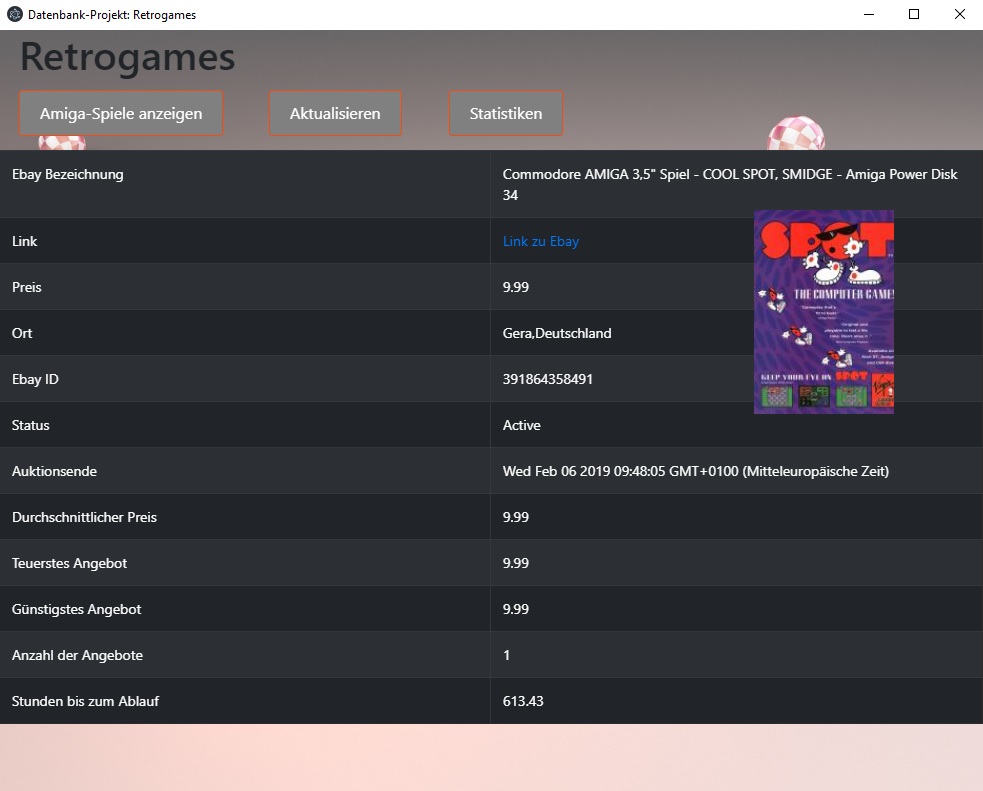 Datenbank-Projekt: Retrogames
Retrogames
Amiga-Spiele anzeigen
Aktualisieren
Statistiken
Ebay Bezeichnung
Commodore AMIGA 3,5" Spiel - COOL SPOT, SMIDGE - Amiga Power Disk
34
Link
Link zu Ebay
SPOT
THE COMPUTER GAME!
Preis
9.99
Ort
Gera,Deutschland
Ebay ID
391864358491
KEEP YOUR EYE ON SPOT
Virgin
Status
Active
Auktionsende
Wed Feb 06 2019 09:48:05 GMT+0100 (Mitteleuropäische Zeit)
Durchschnittlicher Preis
9.99
Teuerstes Angebot
9.99
Günstigstes Angebot
9.99
Anzahl der Angebote
1
Stunden bis zum Ablauf
613.43